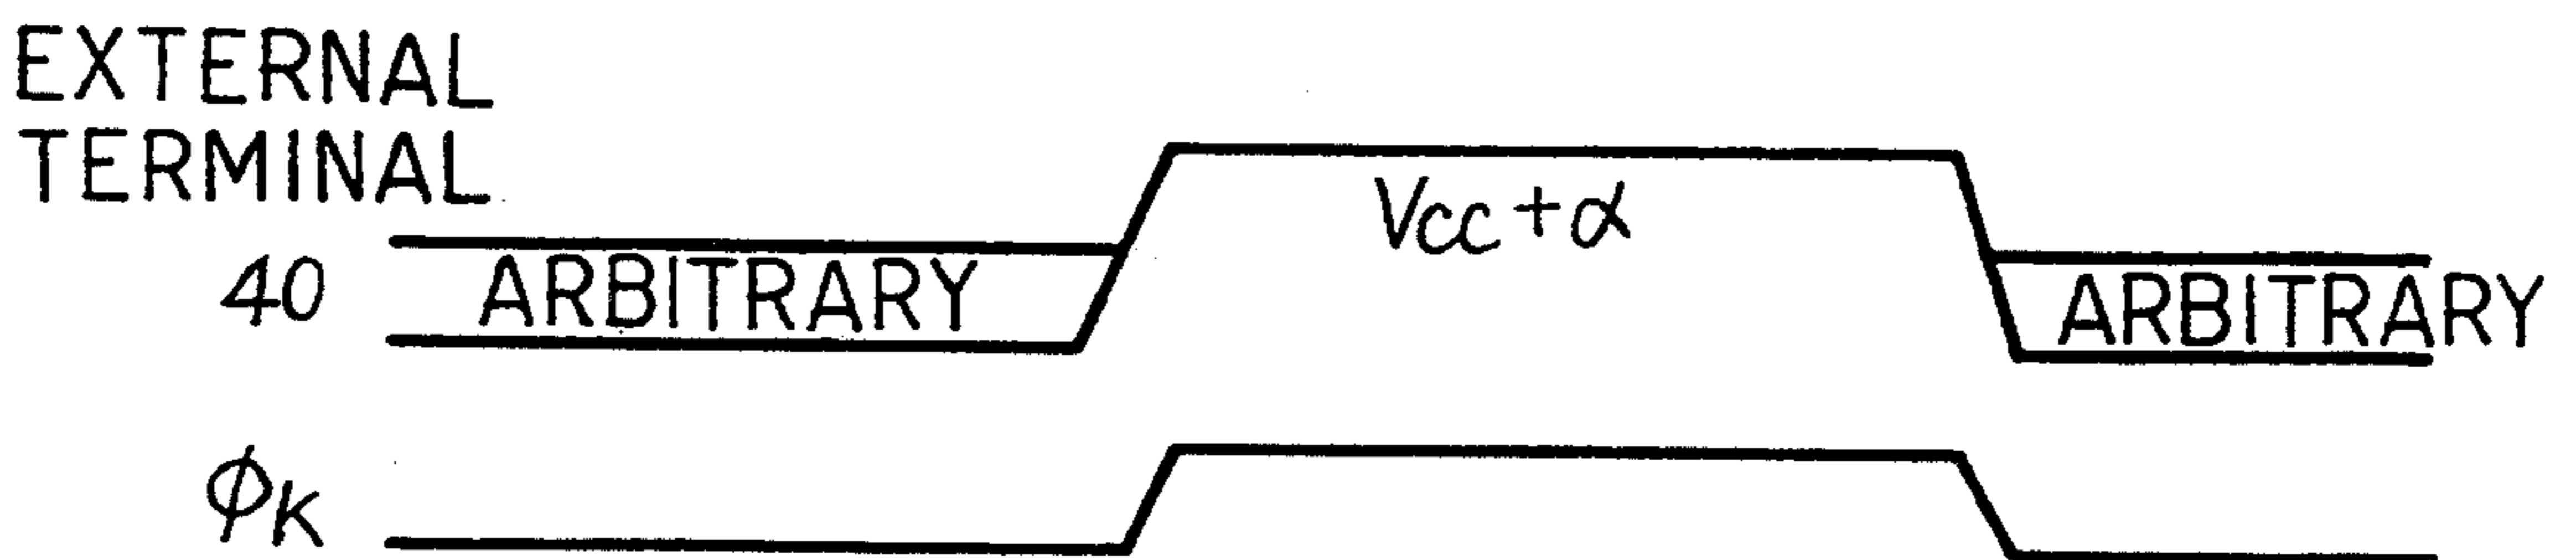 EXTERNAL
TERMINAL
Vcc+α
40 ARBITRARY ARBITRARY
ϕK